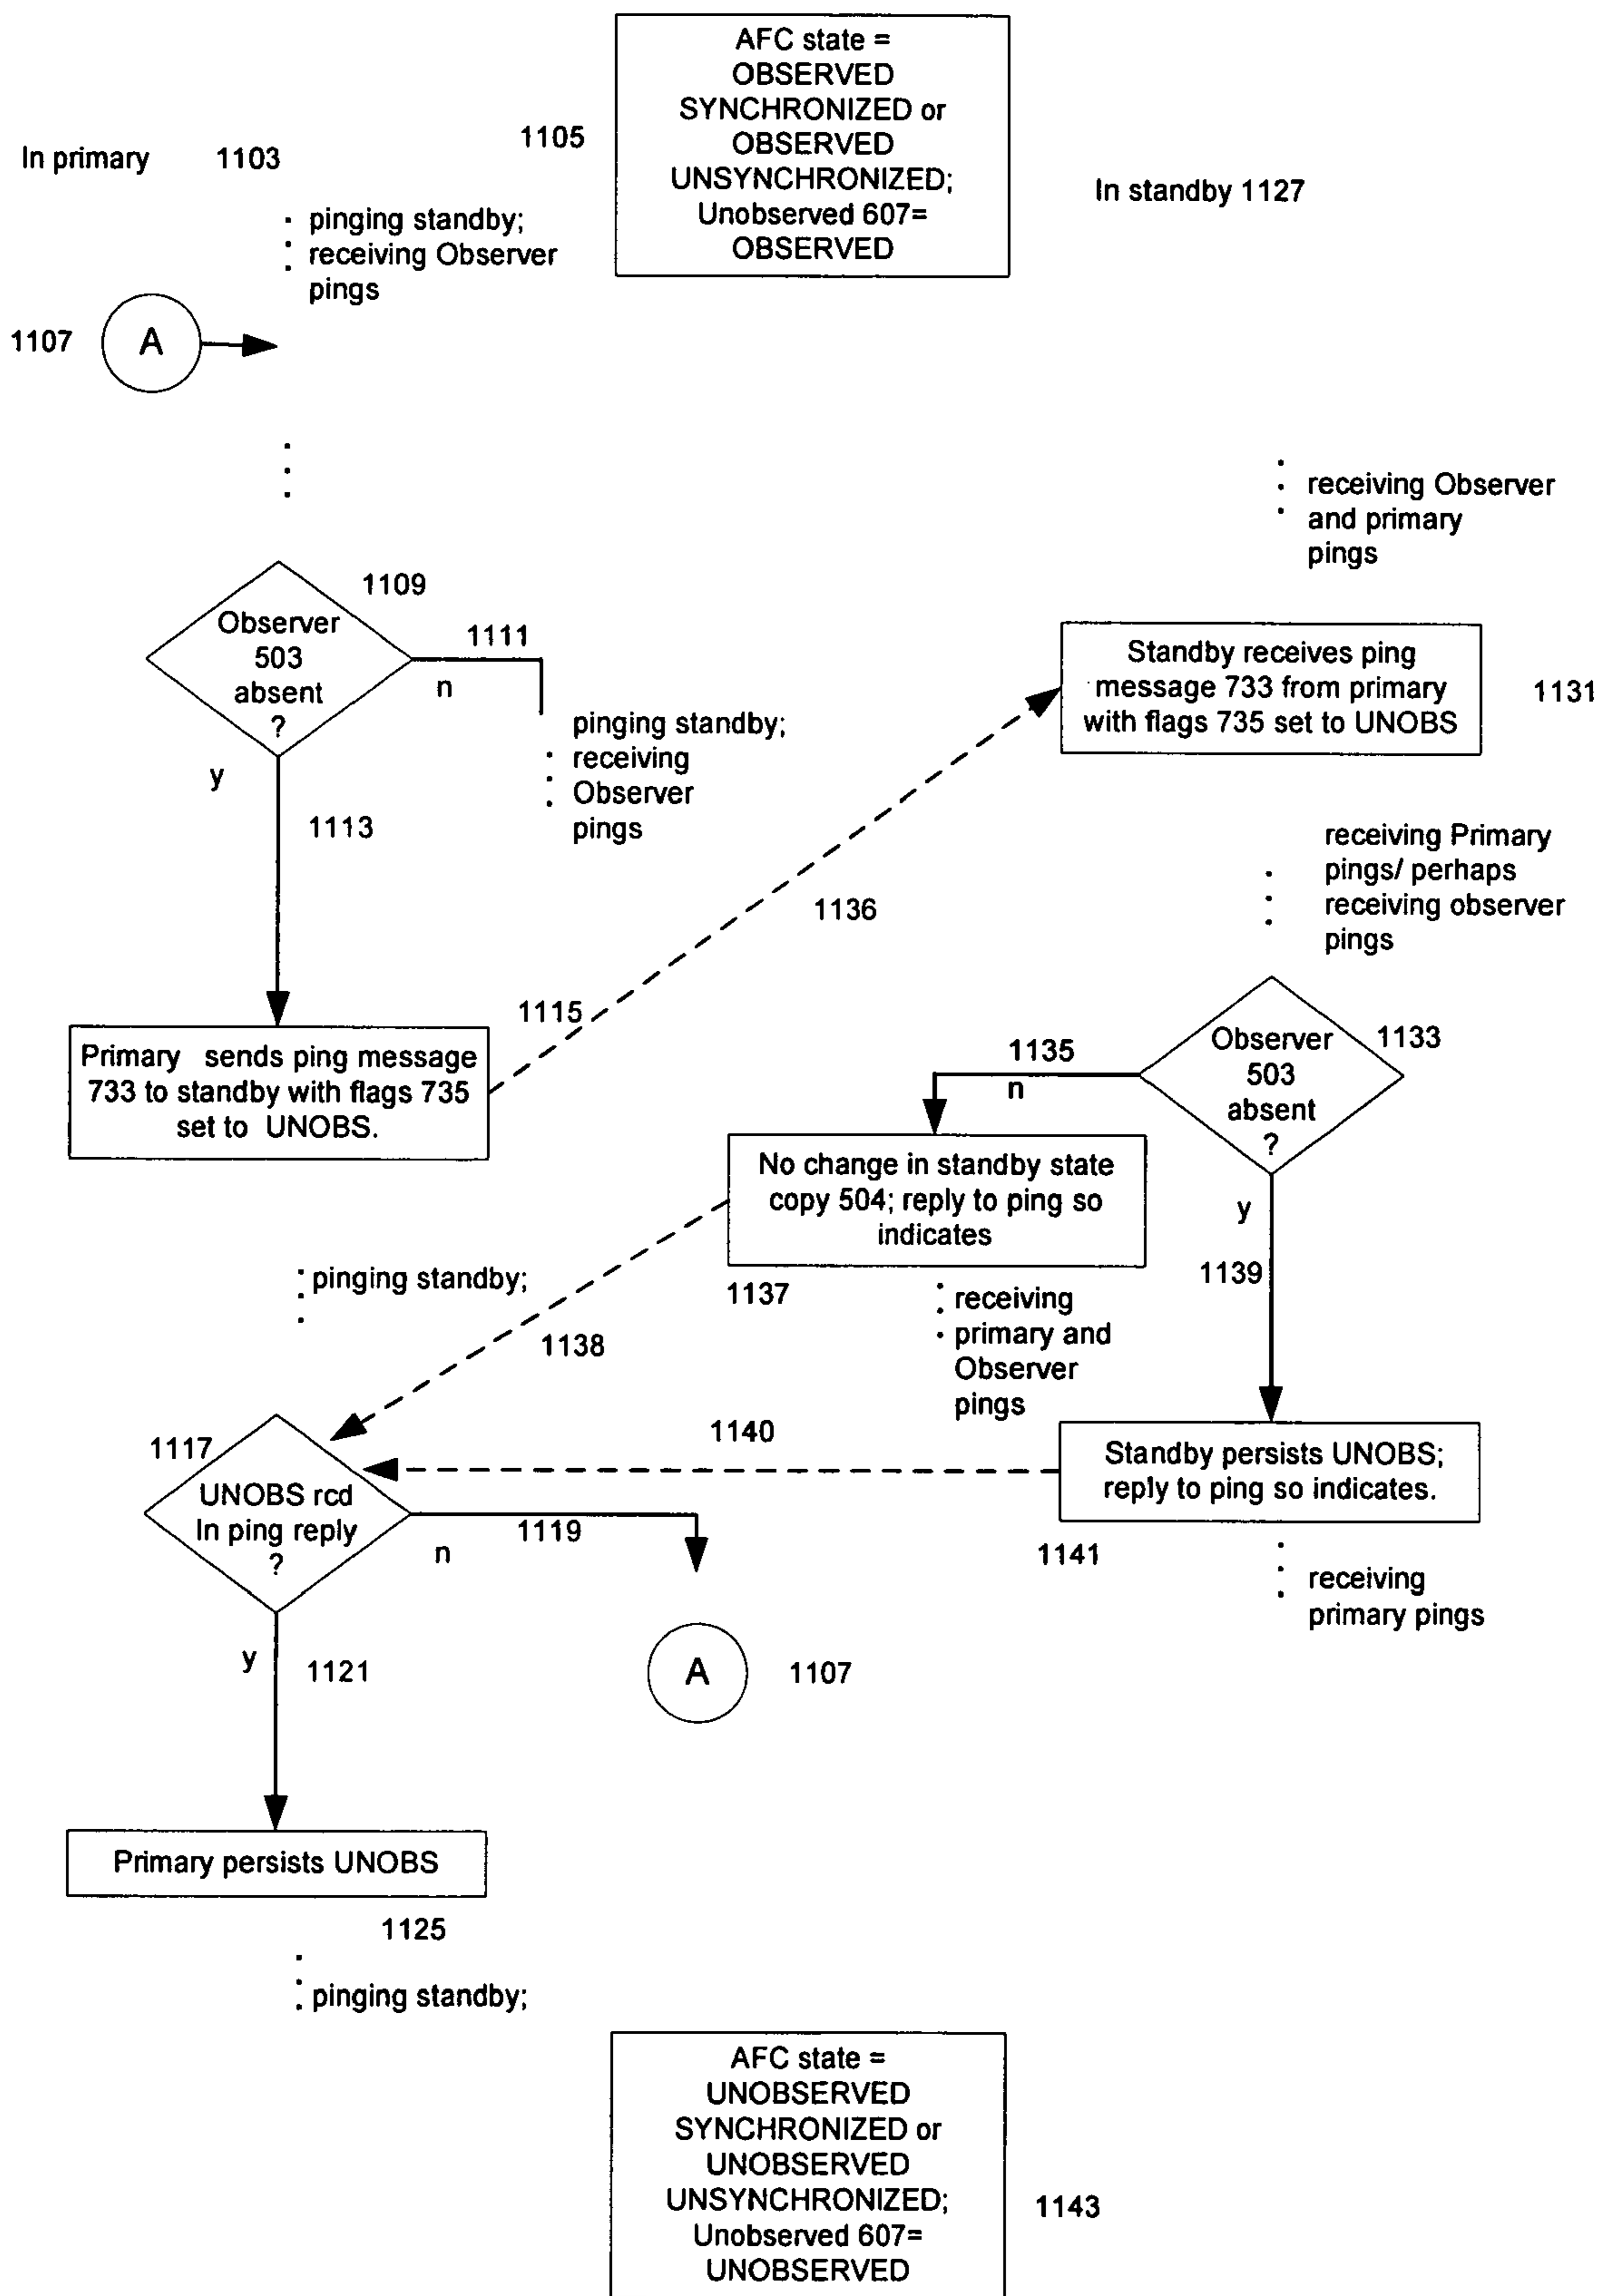 AFC state =
OBSERVED
SYNCHRONIZED or
OBSERVED
UNSYNCHRONIZED;
Unobserved 607=
OBSERVED
1105
In primary 1103
In standby 1127
pinging standby;
receiving Observer
pings
1107
A
receiving Observer
and primary
pings
1109
Observer
503
absent
?
1111
n
y
1113
pinging standby;
receiving
Observer
pings
Standby receives ping
message 733 from primary
with flags 735 set to UNOBS
1131
1136
receiving Primary
pings/ perhaps
receiving observer
pings
1115
Primary sends ping message
733 to standby with flags 735
set to UNOBS.
1133
Observer
503
absent
?
1135
n
y
1139
No change in standby state
copy 504; reply to ping so
indicates
1137
receiving
primary and
Observer
pings
pinging standby;
1138
1140
1117
UNOBS rcd
In ping reply
?
1119
n
y
1121
Standby persists UNOBS;
reply to ping so indicates.
1141
receiving
primary pings
A
1107
Primary persists UNOBS
1125
pinging standby;
AFC state =
UNOBSERVED
SYNCHRONIZED or
UNOBSERVED
UNSYNCHRONIZED;
Unobserved 607=
UNOBSERVED
1143